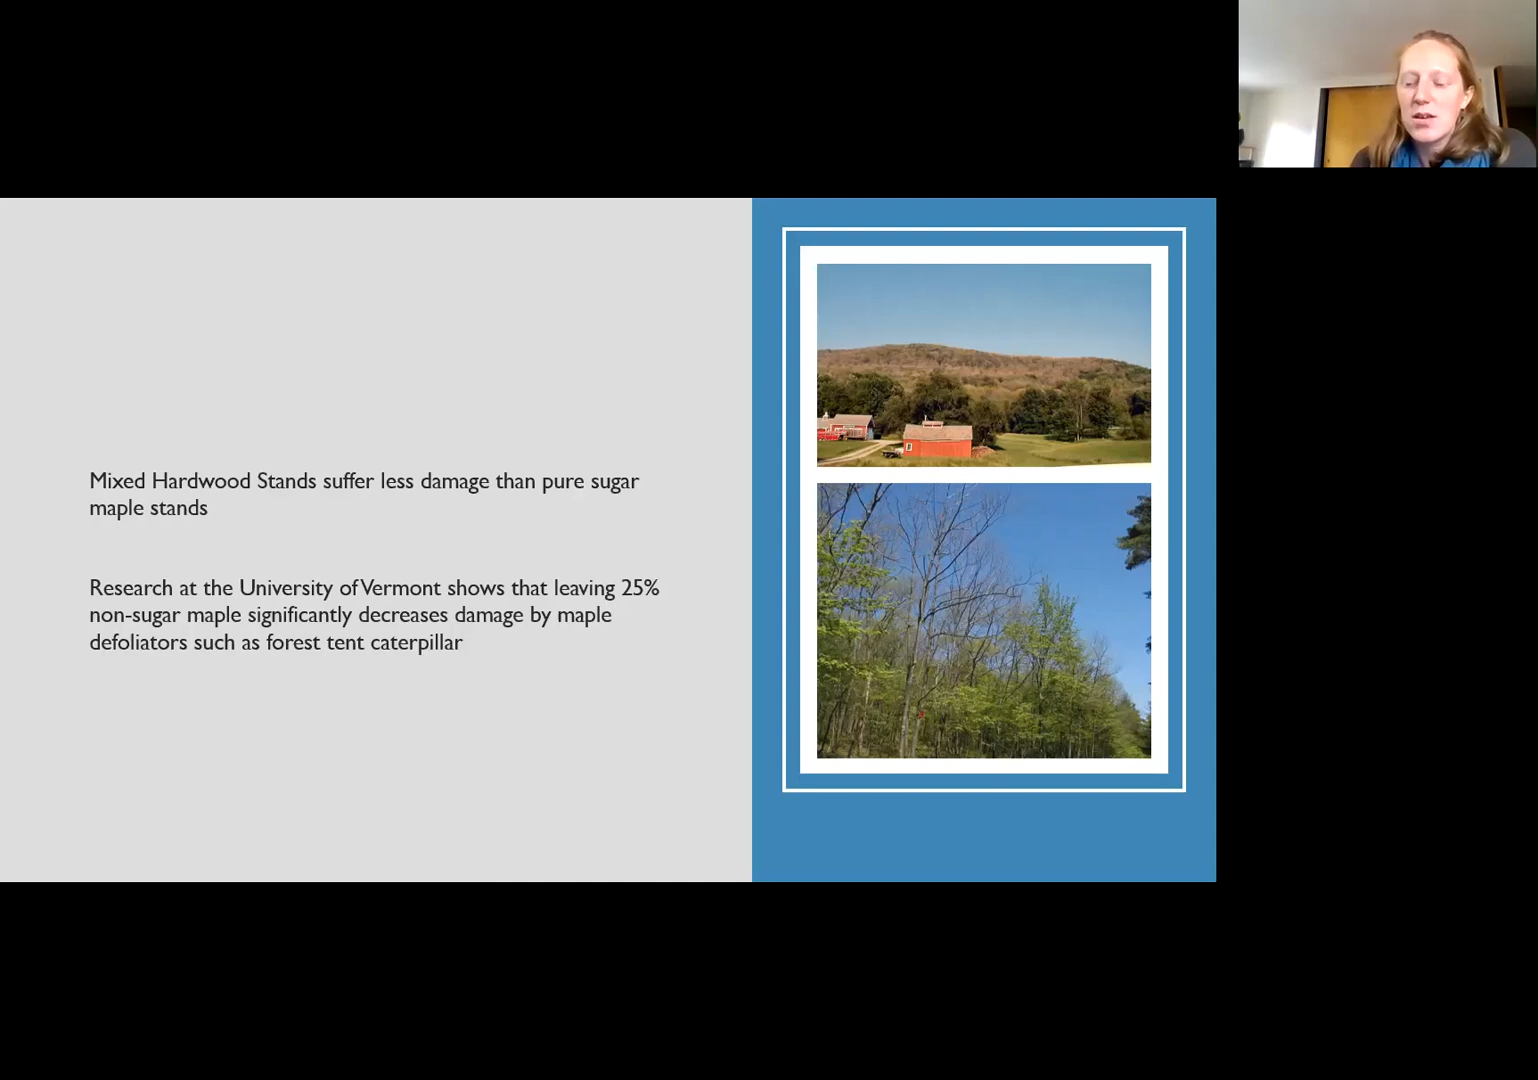 Mixed Hardwood Stands suffer less damage than pure sugar
maple stands
Research at the University of Vermont shows that leaving 25%
non-sugar maple significantly decreases damage by maple
defoliators such as forest tent caterpillar